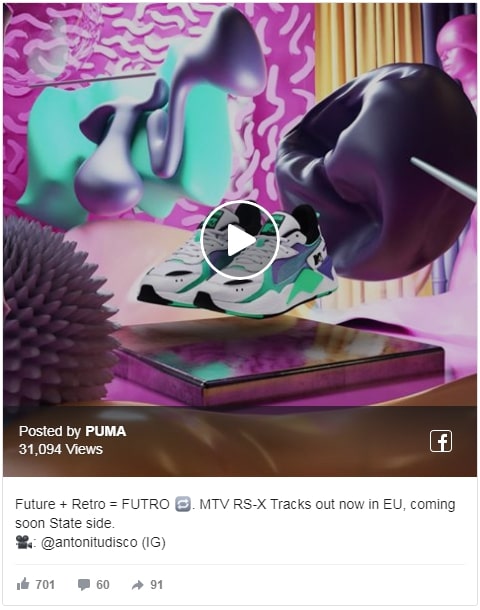 Posted by PUMA
31,094 Views
Future + Retro = FUTRO 🔁. MTV RS-X Tracks out now in EU, coming
soon State side.
🎥: @antonitudisco (IG)
701 60 91